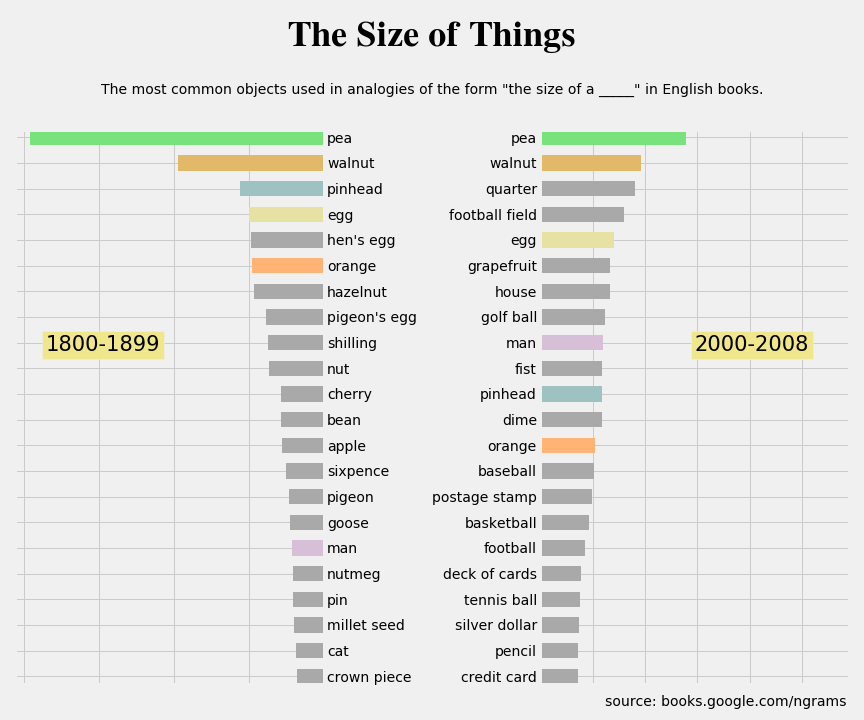 The Size of Things
The most common objects used in analogies of the form "the size of a _____" in English books.
pea
walnut
pinhead
egg
hen's egg
orange
hazelnut
pigeon's egg
shilling
nut
cherry
bean
apple
sixpence
pigeon
goose
man
nutmeg
pin
millet seed
cat
crown piece
1800-1899
pea
walnut
quarter
football field
egg
grapefruit
house
golf ball
man
fist
pinhead
dime
orange
baseball
postage stamp
basketball
football
deck of cards
tennis ball
silver dollar
pencil
credit card
2000-2008
source: books.google.com/ngrams